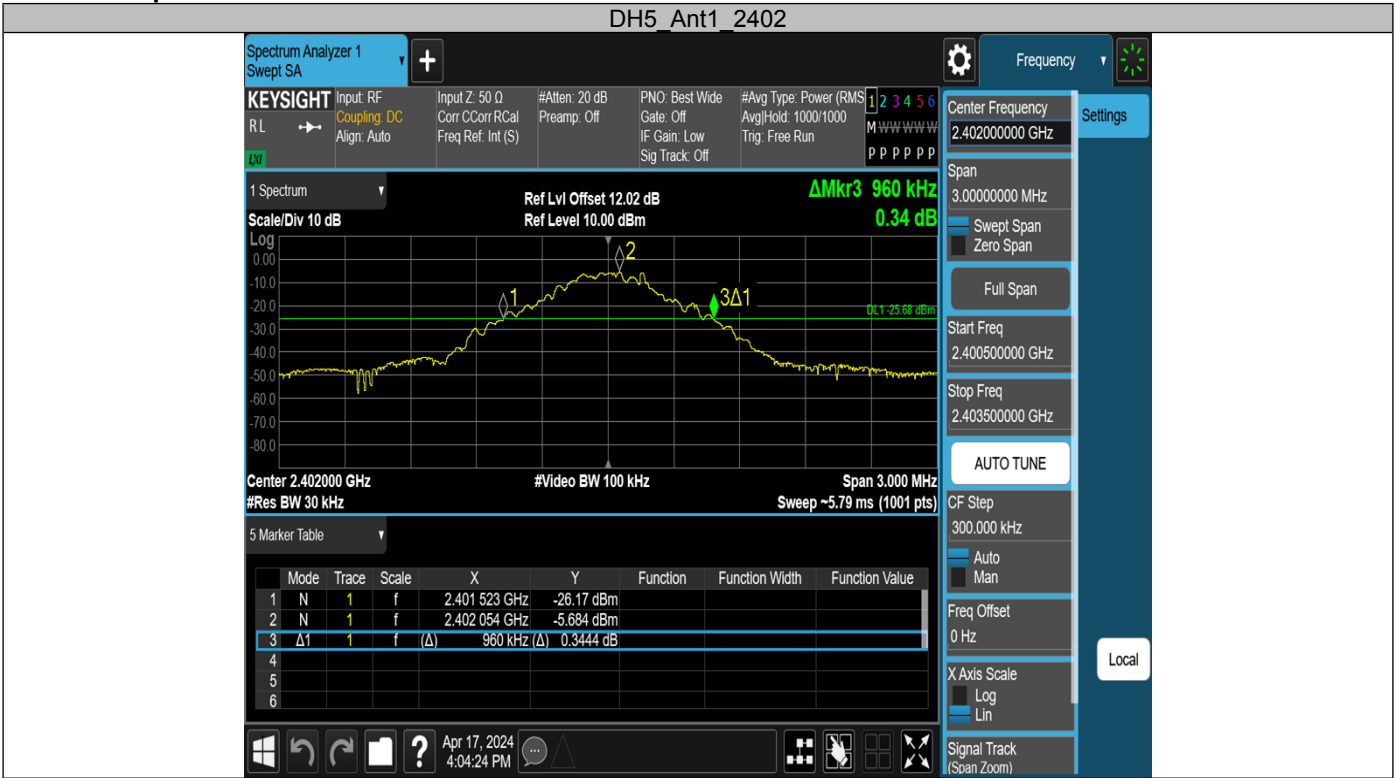 DH5_Ant1_2402
Spectrum Analyzer 1
Swept SA
+
Frequency
KEYSIGHT
R L
LXI
Input: RF
Coupling: DC
Align: Auto
Input Z: 50 Ω
Corr CCorr RCal
Freq Ref: Int (S)
#Atten: 20 dB
Preamp: Off
PNO: Best Wide
Gate: Off
IF Gain: Low
Sig Track: Off
#Avg Type: Power (RMS
Avg|Hold: 1000/1000
Trig: Free Run
1 2 3 4 5 6
M W W W W W
P P P P P P
1 Spectrum
Scale/Div 10 dB
Ref Lvl Offset 12.02 dB
Ref Level 10.00 dBm
ΔMkr3 960 kHz
0.34 dB
Log
0.00
-10.0
-20.0
-30.0
-40.0
-50.0
-60.0
-70.0
-80.0
1
2
3Δ1
DL1 -25.68 dBm
Center 2.402000 GHz
#Res BW 30 kHz
#Video BW 100 kHz
Span 3.000 MHz
Sweep ~5.79 ms (1001 pts)
5 Marker Table
Mode Trace Scale X Y Function Function Width Function Value
1 N 1 f 2.401 523 GHz -26.17 dBm
2 N 1 f 2.402 054 GHz -5.684 dBm
3 Δ1 1 f (Δ) 960 kHz (Δ) 0.3444 dB
4
5
6
?
Apr 17, 2024
4:04:24 PM
Center Frequency
2.402000000 GHz
Span
3.00000000 MHz
Swept Span
Zero Span
Full Span
Start Freq
2.400500000 GHz
Stop Freq
2.403500000 GHz
AUTO TUNE
CF Step
300.000 kHz
Auto
Man
Freq Offset
0 Hz
X Axis Scale
Log
Lin
Signal Track
(Span Zoom)
Settings
Local